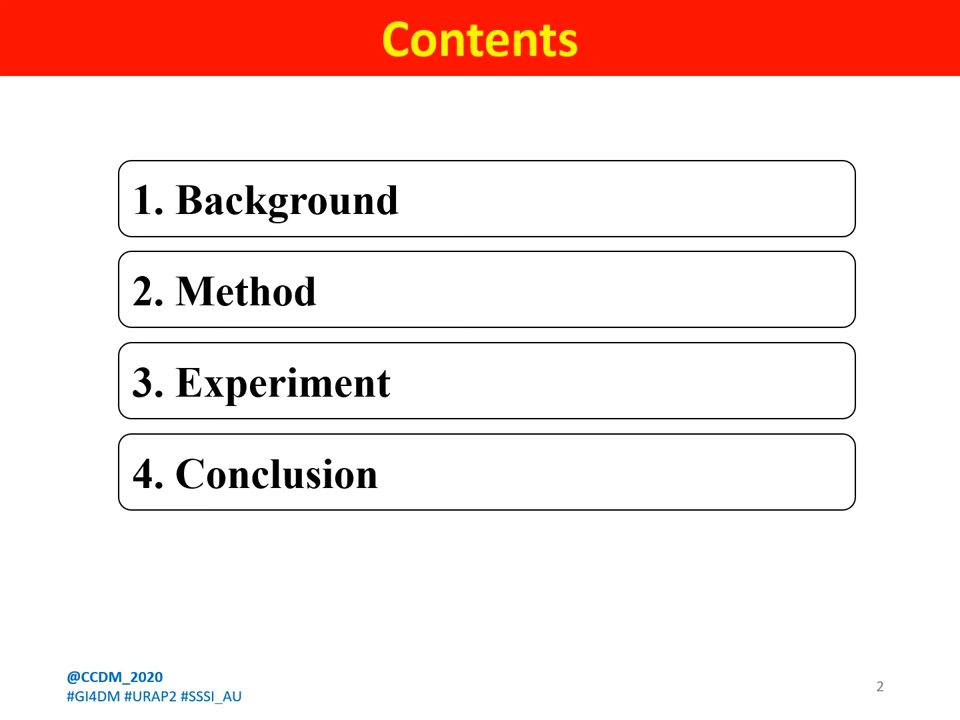 Contents
1. Background
2. Method
3. Experiment
4. Conclusion
@CCDM_2020
#GI4DM #URAP2 #SSSI_AU
2